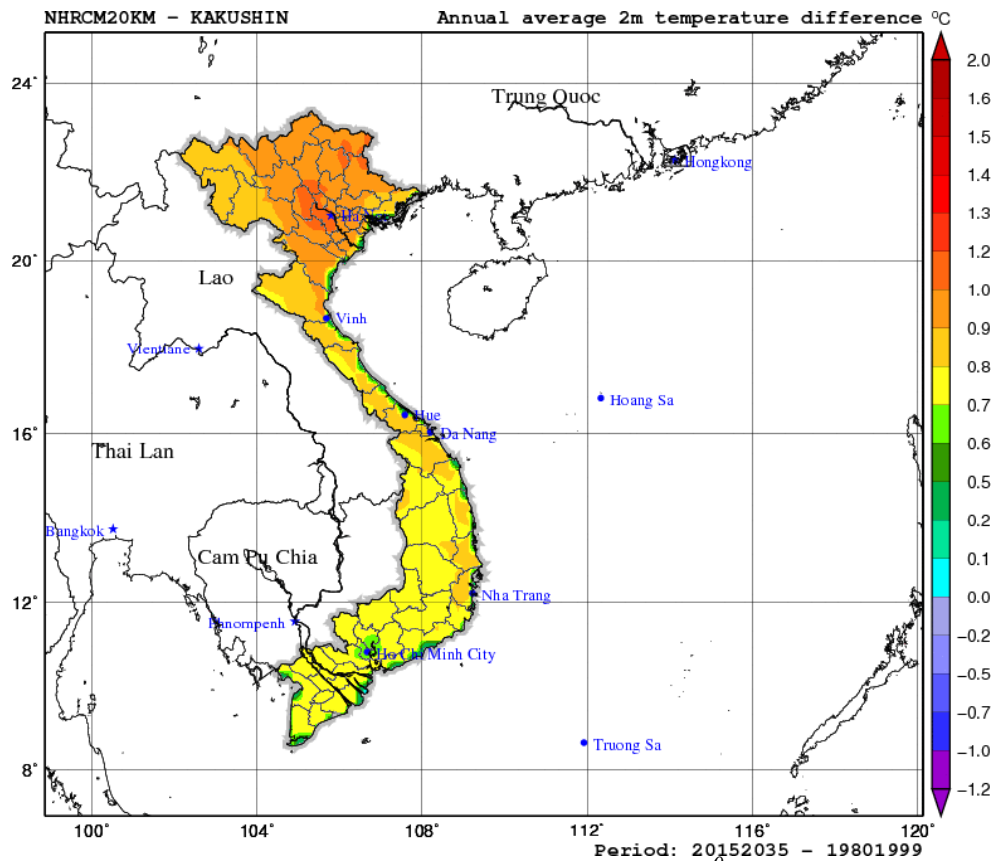 NHRCM20KM – KAKUSHIN Annual average 2m temperature difference °C
24°
20°
16°
12°
8°
100°
104°
108°
112°
116°
120°
Trung Quoc
Hongkong
Lao
Vinh
Vientiane
Hoang Sa
Hue
Da Nang
Thai Lan
Bangkok
Cam Pu Chia
Nha Trang
Phnompenh
Ho Chi Minh City
Truong Sa
2.0
1.6
1.5
1.4
1.3
1.2
1.0
0.9
0.8
0.7
0.6
0.5
0.2
0.1
0.0
−0.2
−0.5
−0.7
−1.0
−1.2
Period: 20152035 – 19801999